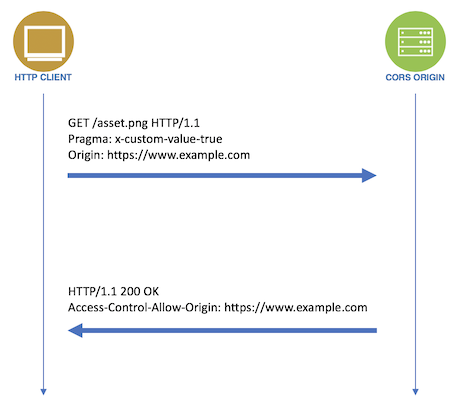 HTTP CLIENT
CORS ORIGIN
GET /asset.png HTTP/1.1
Pragma: x-custom-value-true
Origin: https://www.example.com
HTTP/1.1 200 OK
Access-Control-Allow-Origin: https://www.example.com